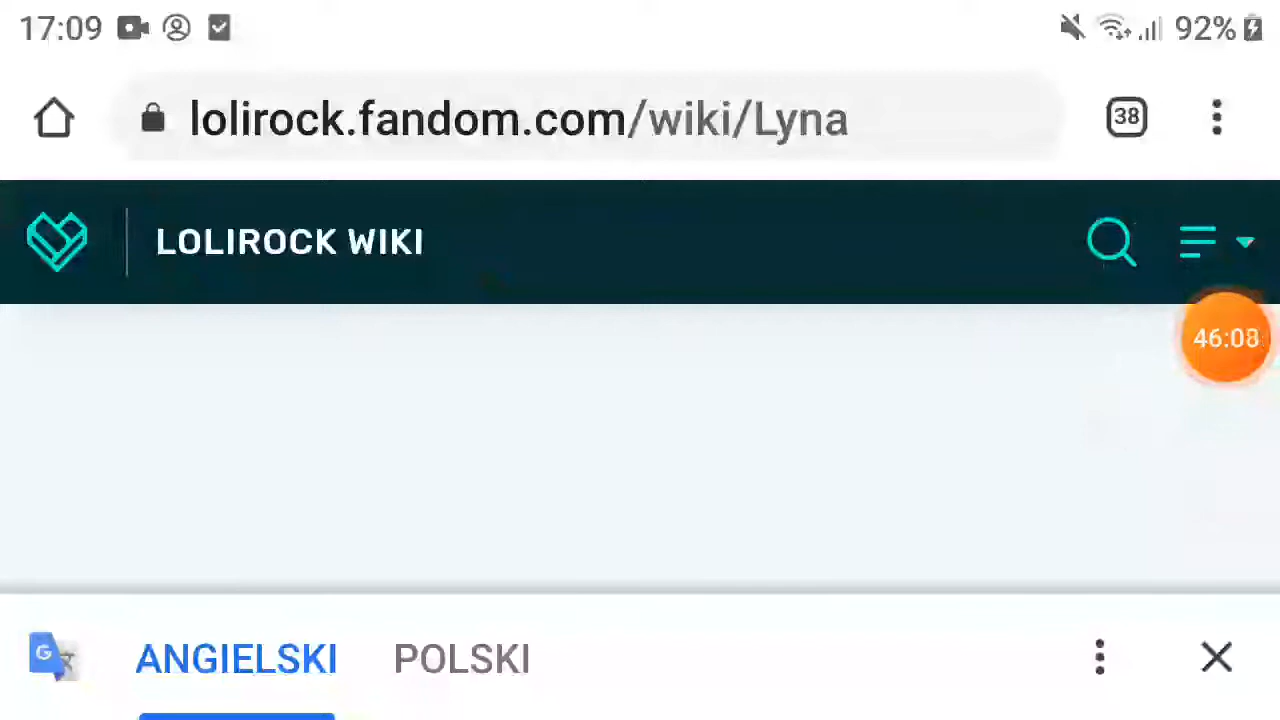 17:09 92%
lolirock.fandom.com/wiki/Lyna 38
LOLIROCK WIKI
46:08
G ANGIELSKI POLSKI